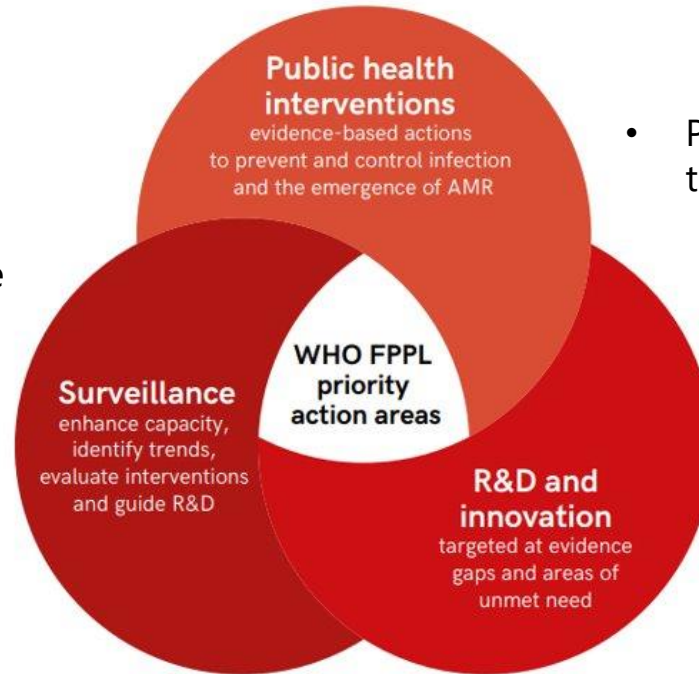 Public health
interventions
evidence-based actions
to prevent and control infection
and the emergence of AMR
• P
t
e
WHO FPPL
priority
action areas
Surveillance
enhance capacity,
identify trends,
evaluate interventions
and guide R&D
R&D and
innovation
targeted at evidence
gaps and areas of
unmet need